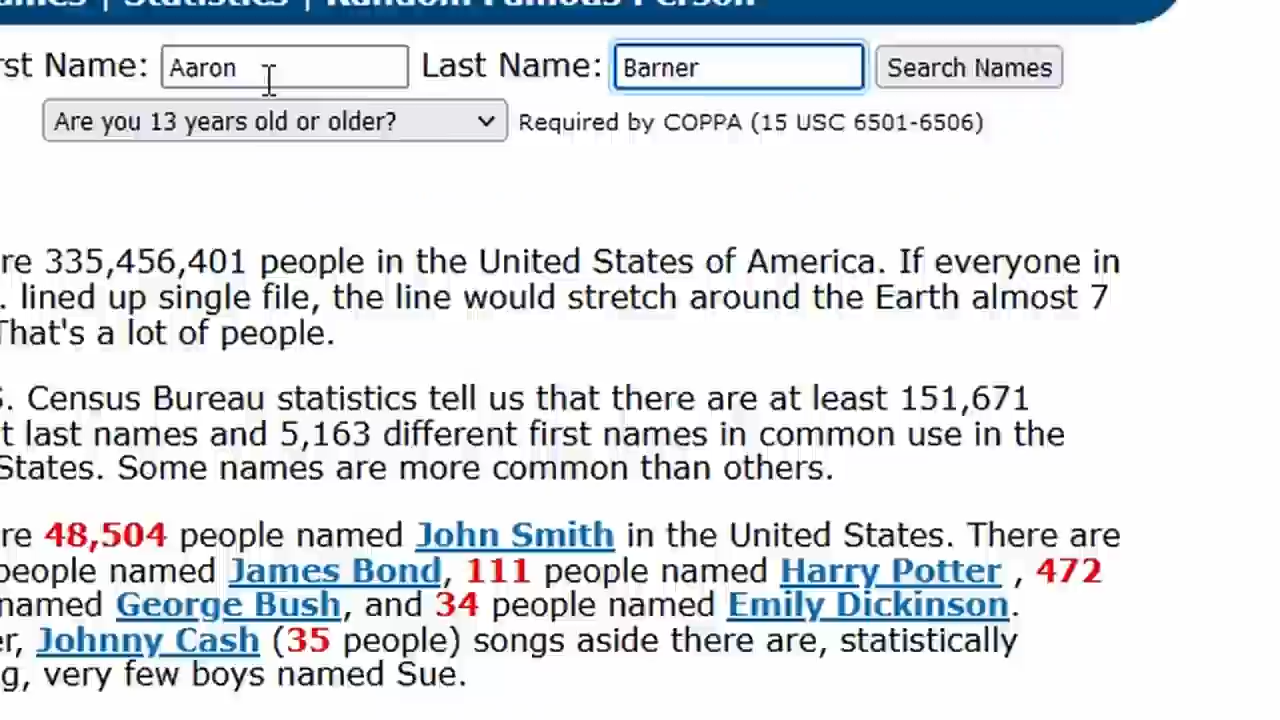 | Statistics | Random Famous Person
rst Name: Aaron Last Name: Barner Search Names
Are you 13 years old or older? Required by COPPA (15 USC 6501-6506)
re 335,456,401 people in the United States of America. If everyone in
. lined up single file, the line would stretch around the Earth almost 7
That's a lot of people.
S. Census Bureau statistics tell us that there are at least 151,671
t last names and 5,163 different first names in common use in the
States. Some names are more common than others.
re 48,504 people named John Smith in the United States. There are
people named James Bond, 111 people named Harry Potter , 472
named George Bush, and 34 people named Emily Dickinson.
er, Johnny Cash (35 people) songs aside there are, statistically
g, very few boys named Sue.